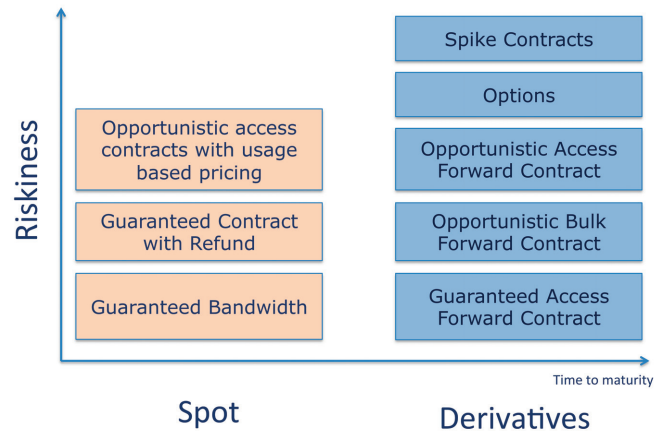 Riskiness
Spike Contracts
Options
Opportunistic access
contracts with usage
based pricing
Opportunistic Access
Forward Contract
Guaranteed Contract
with Refund
Opportunistic Bulk
Forward Contract
Guaranteed Bandwidth
Guaranteed Access
Forward Contract
Time to maturity
Spot
Derivatives